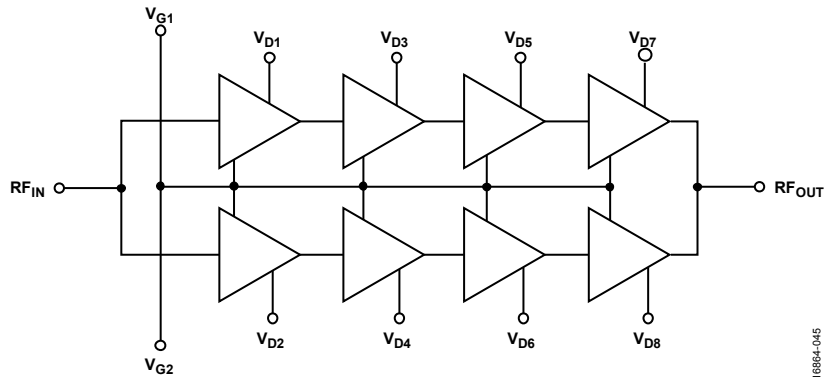 VG1
VD1
VD3
VD5
VD7
RFIN
RFOUT
VD2
VD4
VD6
VD8
VG2
16864-045